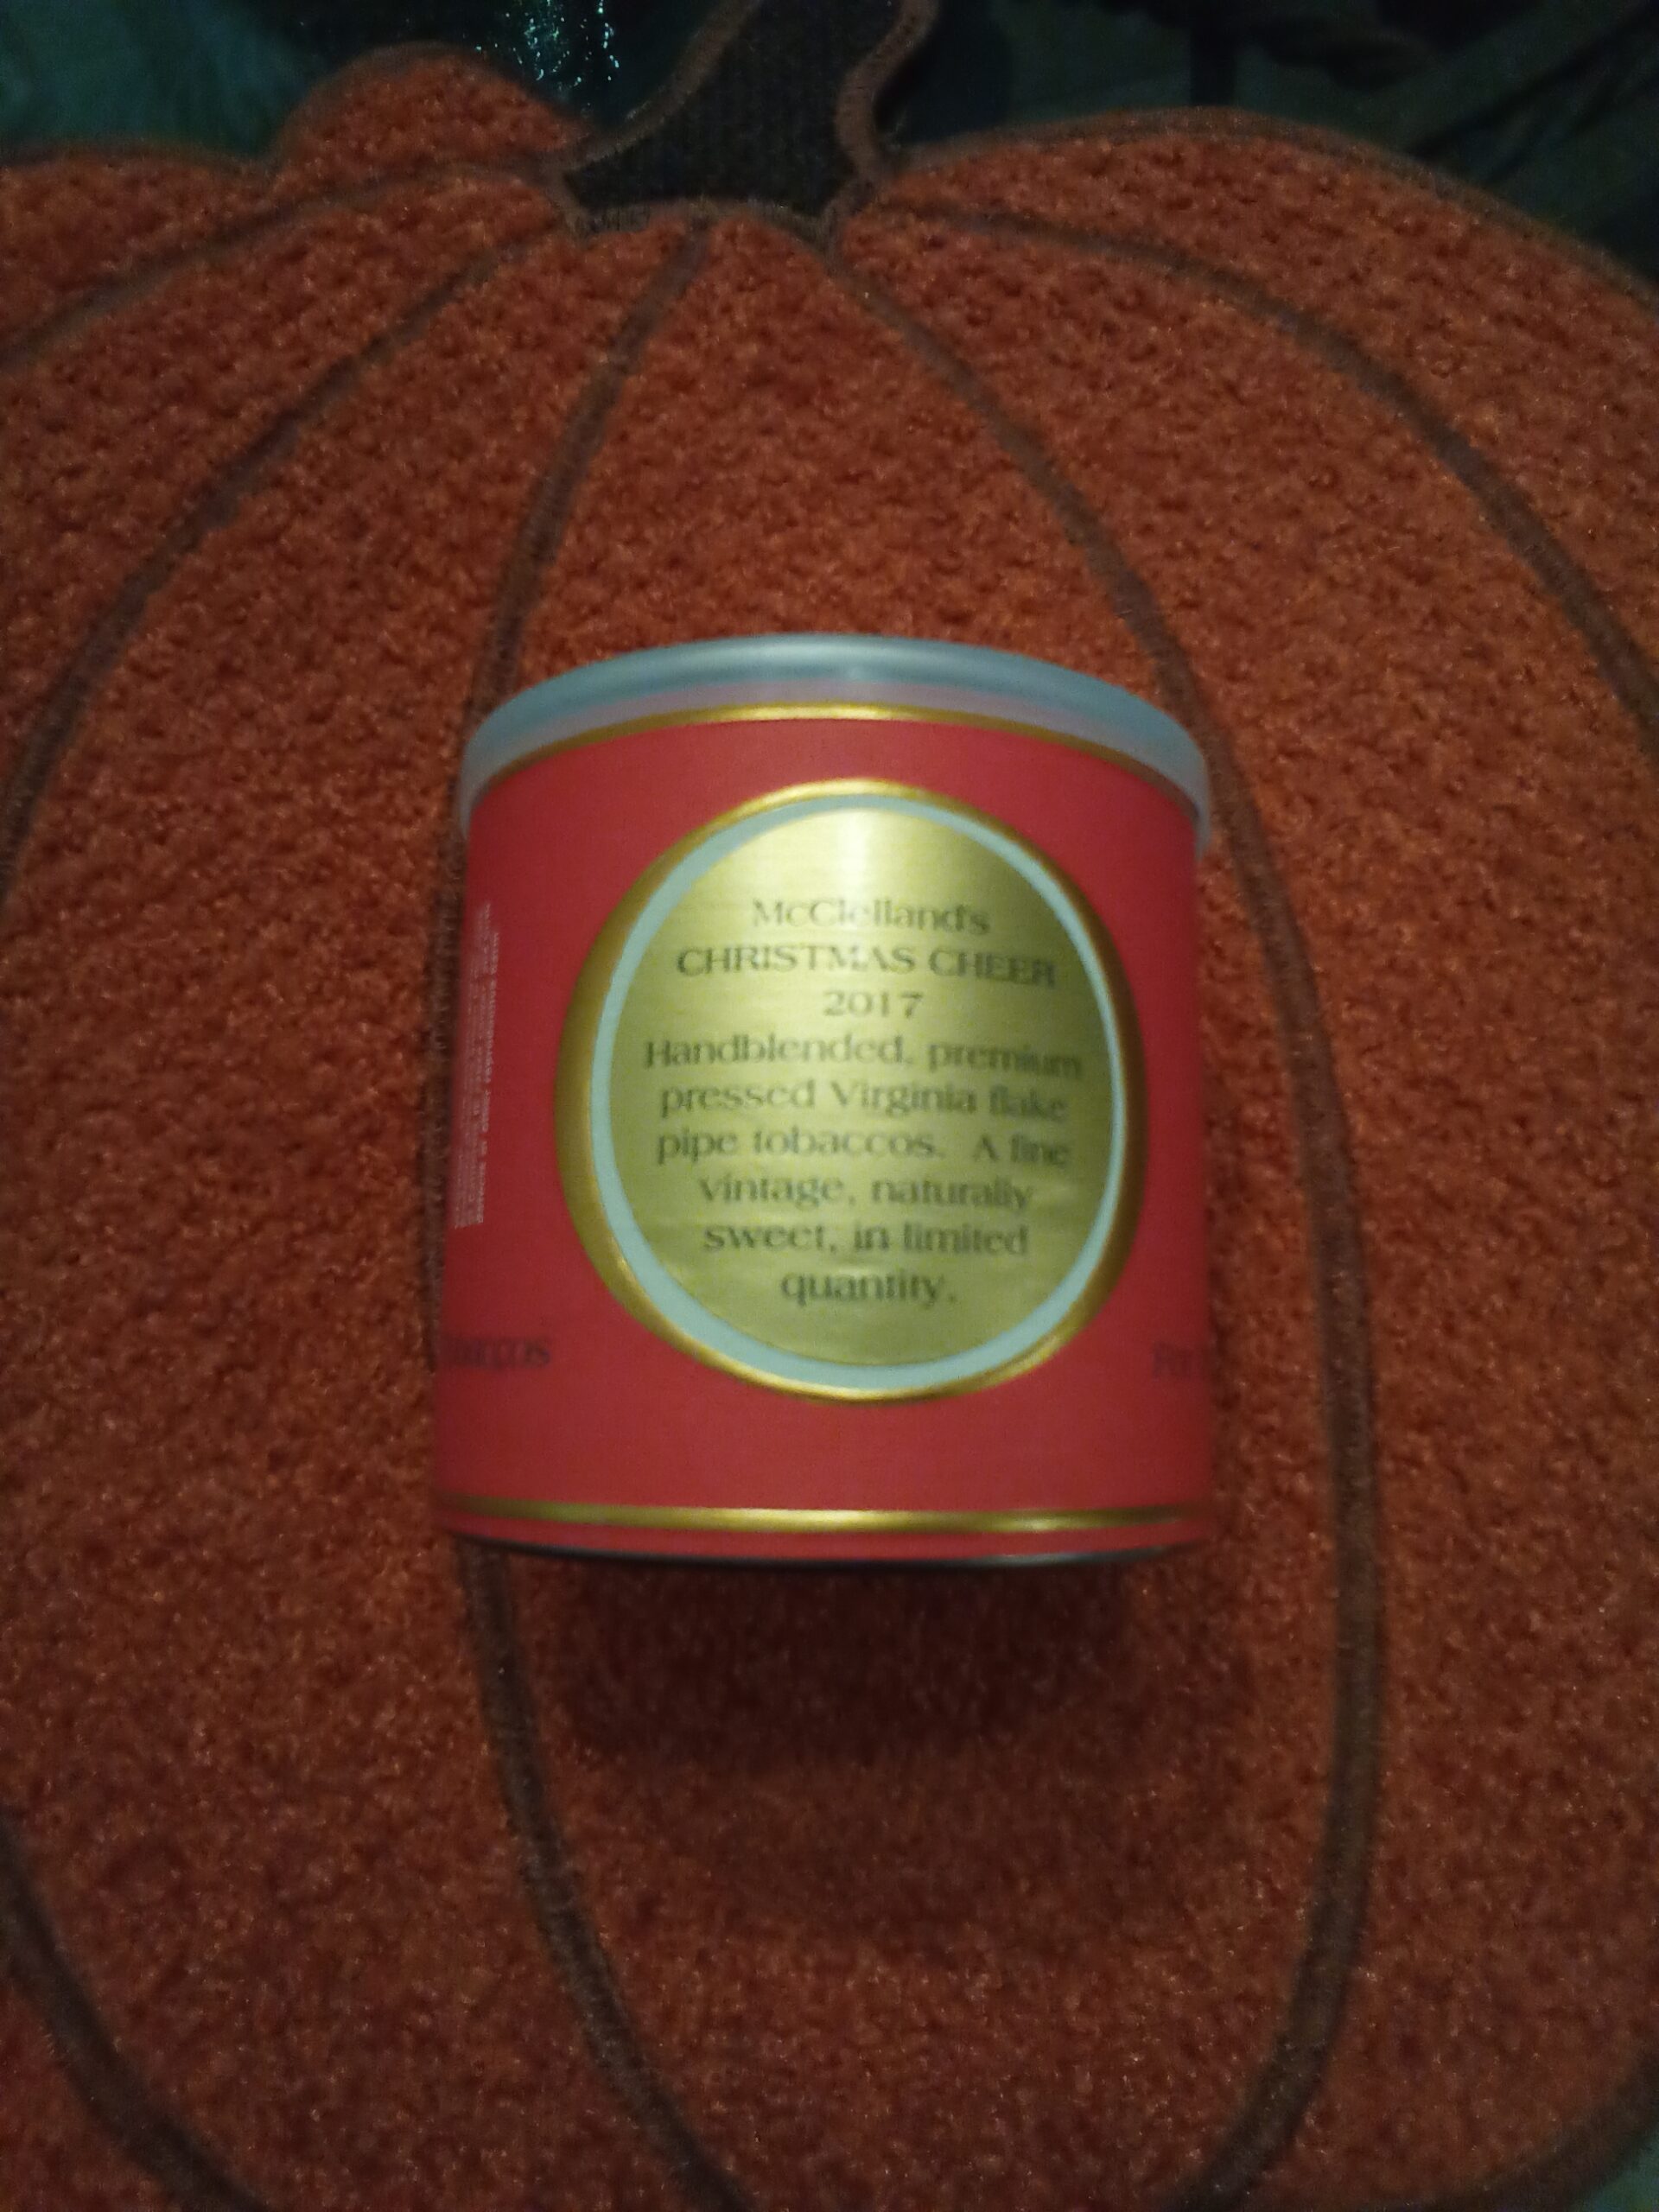 McClelland's
CHRISTMAS CHEER
2017
Handblended, premium
pressed Virginia flake
pipe tobaccos. A fine
vintage, naturally
sweet, in limited
quantity.